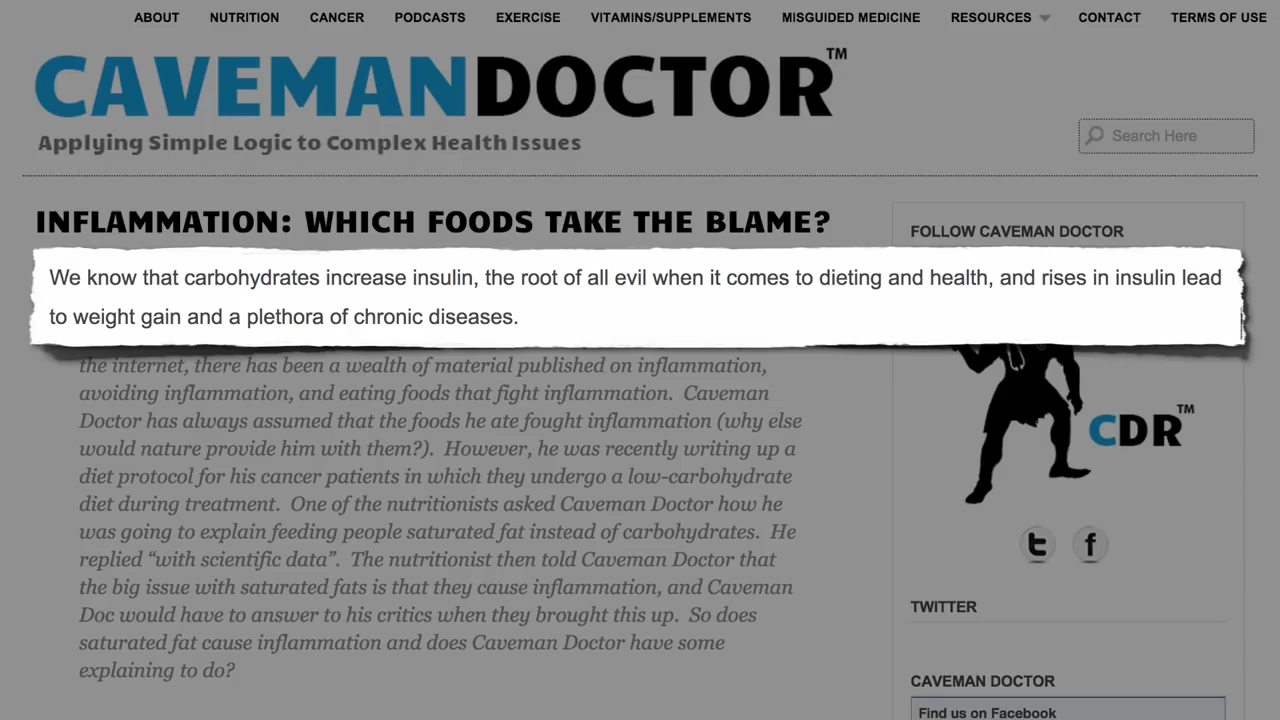 ABOUT NUTRITION CANCER PODCASTS EXERCISE VITAMINS/SUPPLEMENTS MISGUIDED MEDICINE RESOURCES CONTACT TERMS OF USE
CAVEMANDOCTOR™
Applying Simple Logic to Complex Health Issues
Search Here
INFLAMMATION: WHICH FOODS TAKE THE BLAME?
We know that carbohydrates increase insulin, the root of all evil when it comes to dieting and health, and rises in insulin lead
to weight gain and a plethora of chronic diseases.
the internet, there has been a wealth of material published on inflammation,
avoiding inflammation, and eating foods that fight inflammation. Caveman
Doctor has always assumed that the foods he ate fought inflammation (why else
would nature provide him with them?). However, he was recently writing up a
diet protocol for his cancer patients in which they undergo a low-carbohydrate
diet during treatment. One of the nutritionists asked Caveman Doctor how he
was going to explain feeding people saturated fat instead of carbohydrates. He
replied “with scientific data”. The nutritionist then told Caveman Doctor that
the big issue with saturated fats is that they cause inflammation, and Caveman
Doc would have to answer to his critics when they brought this up. So does
saturated fat cause inflammation and does Caveman Doctor have some
explaining to do?
FOLLOW CAVEMAN DOCTOR
CDR™
t f
TWITTER
CAVEMAN DOCTOR
Find us on Facebook